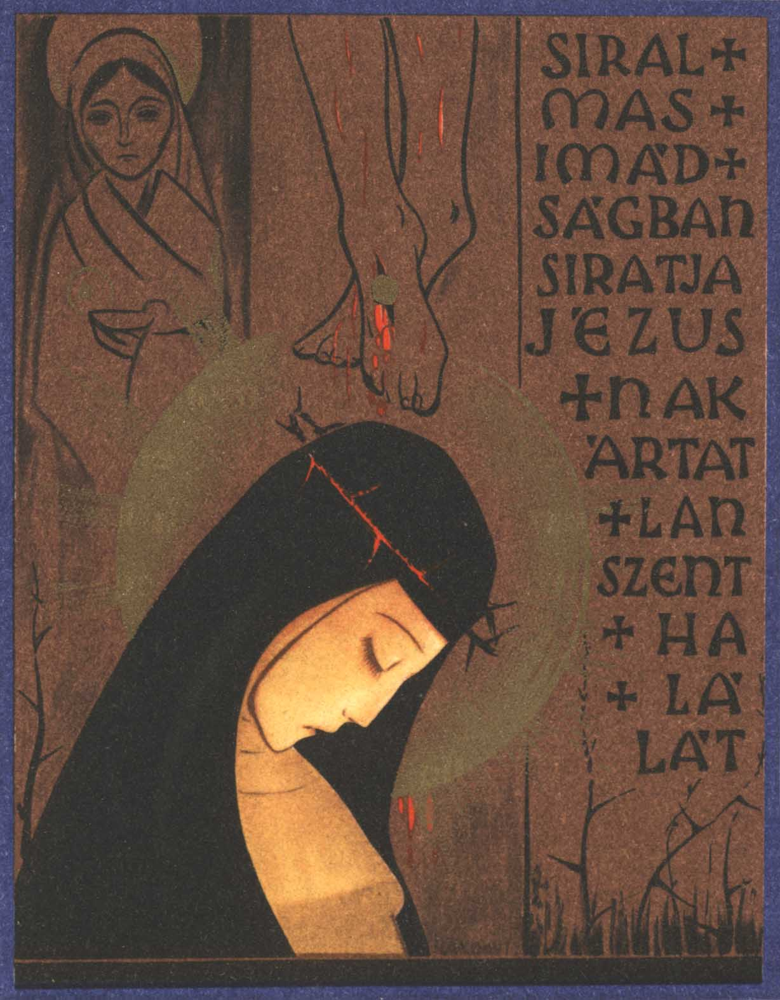 SIRAL +
MAS +
IMÁD +
SÁGBAN
SIRATJA
JÉZUS
+ NAK
ÁRTAT
+ LAN
SZENT
+ HA
+ LÁ
LÁT